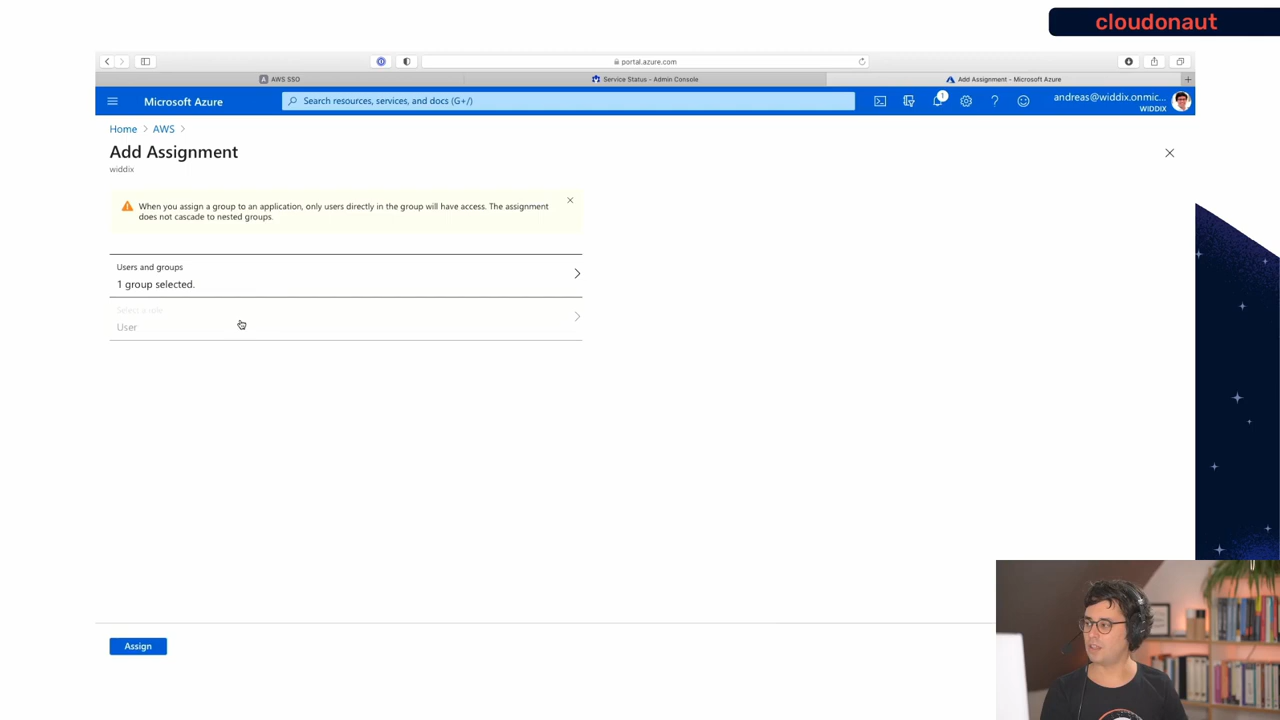 cloudonaut
portal.azure.com
AWS SSO
Service Status - Admin Console
Add Assignment - Microsoft Azure
Microsoft Azure
Search resources, services, and docs (G+/)
1
andreas@widdix.onmic...
WIDDIX
Home > AWS >
Add Assignment
widdix
When you assign a group to an application, only users directly in the group will have access. The assignment
does not cascade to nested groups.
Users and groups
1 group selected.
Select a role
User
Assign